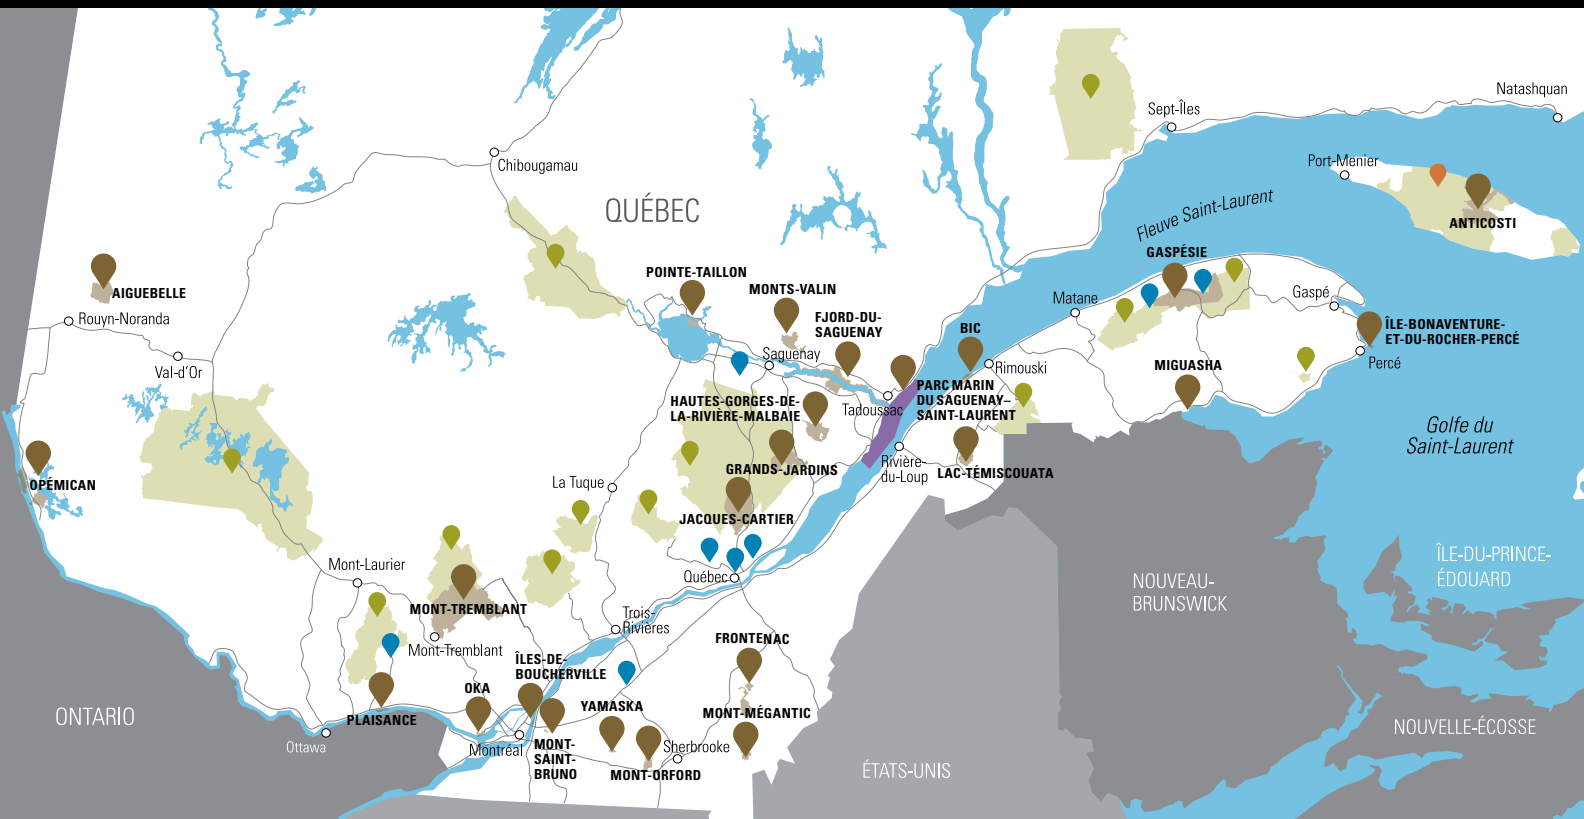 Natashquan
Sept-Îles
Port-Menier
Chibougamau
QUÉBEC
Fleuve Saint-Laurent
ANTICOSTI
GASPÉSIE
POINTE-TAILLON
MONTS-VALIN
AIGUEBELLE
Gaspé
Matane
Rouyn-Noranda
FJORD-DU-
SAGUENAY
BIC
ÎLE-BONAVENTURE-
ET-DU-ROCHER-PERCÉ
Saguenay
Percé
Val-d'Or
Rimouski
MIGUASHA
PARC MARIN
DU SAGUENAY–
SAINT-LAURENT
HAUTES-GORGES-DE-
LA-RIVIÈRE-MALBAIE
Tadoussac
Golfe du
Saint-Laurent
Rivière-
du-Loup
GRANDS-JARDINS
LAC-TÉMISCOUATA
OPÉMICAN
La Tuque
JACQUES-CARTIER
ÎLE-DU-PRINCE-
ÉDOUARD
Mont-Laurier
Québec
NOUVEAU-
BRUNSWICK
MONT-TREMBLANT
Trois-
Rivières
FRONTENAC
Mont-Tremblant
ÎLES-DE-
BOUCHERVILLE
OKA
YAMASKA
MONT-MÉGANTIC
ONTARIO
PLAISANCE
NOUVELLE-ÉCOSSE
Ottawa
Montréal
MONT-
SAINT-
BRUNO
Sherbrooke
MONT-ORFORD
ÉTATS-UNIS